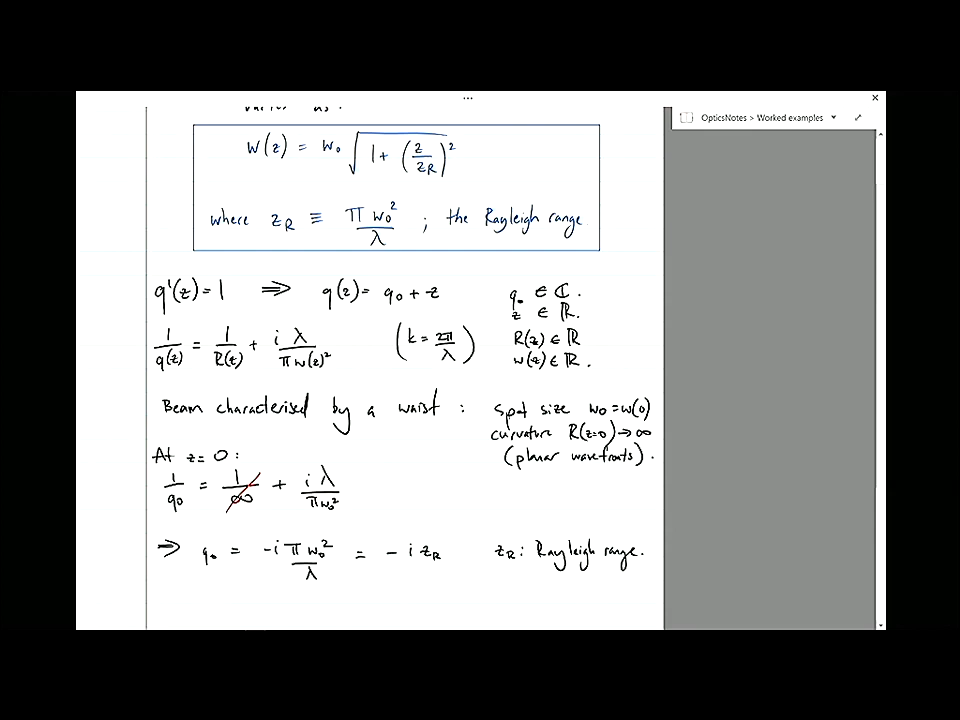 ...
OpticsNotes > Worked examples
w(z) = w₀ √(1 + (z/z_R)²)
where z_R ≡ πw₀²/λ ; the Rayleigh range
q'(z) = 1 ⟹ q(z) = q₀ + z
q₀ ∈ ℂ.
z ∈ ℝ.
1/q(z) = 1/R(z) + iλ/πw(z)² (k = 2π/λ)
R(z) ∈ ℝ
w(z) ∈ ℝ.
Beam characterised by a waist : spot size w₀ = w(0)
curvature R(z=0) → ∞
(planar wavefronts).
At z = 0 :
1/q₀ = 1/∞ + iλ/πw₀²
⟹ q₀ = -iπw₀²/λ = -i z_R z_R : Rayleigh range.